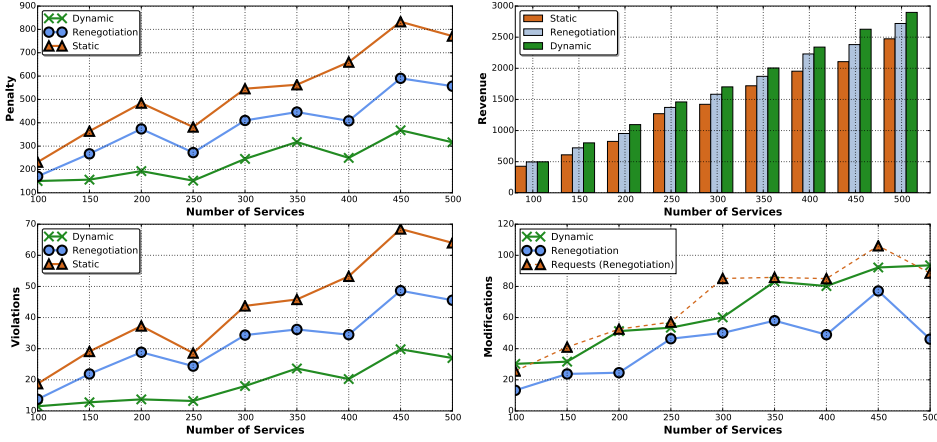 900
800
700
600
500
400
300
200
100
Penalty
Dynamic
Renegotiation
Static
100 150 200 250 300 350 400 450 500
Number of Services
3000
2500
2000
1500
1000
500
0
Revenue
Static
Renegotiation
Dynamic
100 150 200 250 300 350 400 450 500
Number of Services
70
60
50
40
30
20
10
Violations
Dynamic
Renegotiation
Static
100 150 200 250 300 350 400 450 500
Number of Services
120
100
80
60
40
20
0
Modifications
Dynamic
Renegotiation
Requests (Renegotiation)
100 150 200 250 300 350 400 450 500
Number of Services